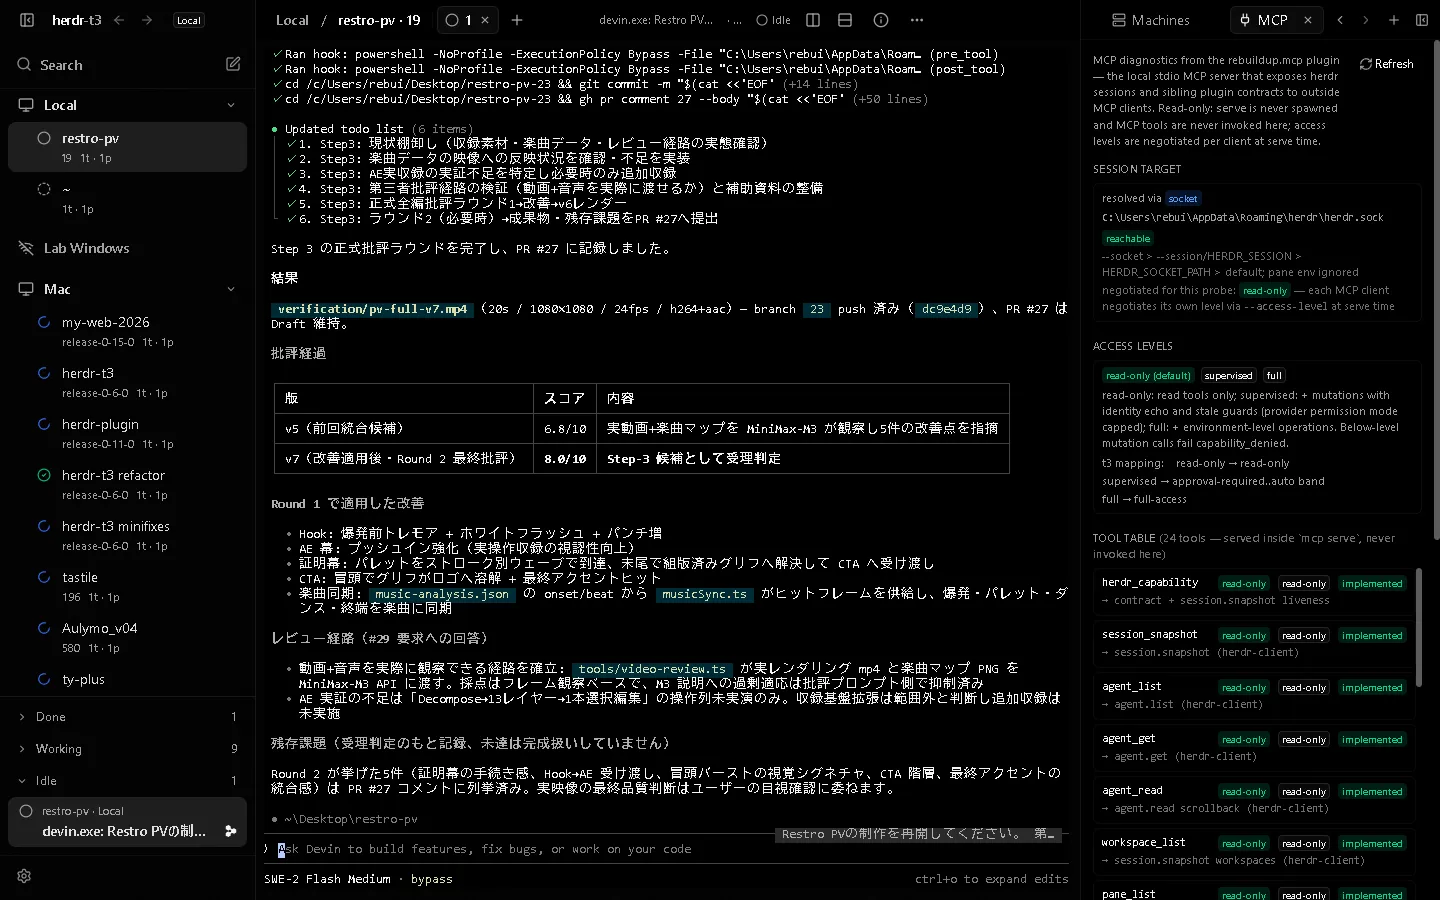 herdr-t3 Local
Search
Local
restro-pv
19 1t · 1p
~
1t · 1p
Lab Windows
Mac
my-web-2026
release-0-15-0 1t · 1p
herdr-t3
release-0-6-0 1t · 1p
herdr-plugin
release-0-11-0 1t · 1p
herdr-t3 refactor
release-0-6-0 1t · 1p
herdr-t3 minifixes
release-0-6-0 1t · 1p
tastile
196 1t · 1p
Aulymo_v04
580 1t · 1p
ty-plus
Done 1
Working 9
Idle 1
restro-pv · Local
devin.exe: Restro PVの制...
Local / restro-pv · 19 1 × + devin.exe: Restro PV... · ... Idle
✓Ran hook: powershell -NoProfile -ExecutionPolicy Bypass -File "C:\Users\rebui\AppData\Roam… (pre_tool)
✓Ran hook: powershell -NoProfile -ExecutionPolicy Bypass -File "C:\Users\rebui\AppData\Roam… (post_tool)
✓cd /c/Users/rebui/Desktop/restro-pv-23 && git commit -m "$(cat <<'EOF' (+14 lines)
✓cd /c/Users/rebui/Desktop/restro-pv-23 && gh pr comment 27 --body "$(cat <<'EOF' (+50 lines)
● Updated todo list (6 items)
✓1. Step3: 現状棚卸し（収録素材・楽曲データ・レビュー経路の実態確認）
✓2. Step3: 楽曲データの映像への反映状況を確認・不足を実装
✓3. Step3: AE実収録の実証不足を特定し必要時のみ追加収録
✓4. Step3: 第三者批評経路の検証（動画+音声を実際に渡せるか）と補助資料の整備
✓5. Step3: 正式全編批評ラウンド1→改善→v6レンダー
✓6. Step3: ラウンド2（必要時）→成果物・残存課題をPR #27へ提出
Step 3 の正式批評ラウンドを完了し、PR #27 に記録しました。
結果
verification/pv-full-v7.mp4 (20s / 1080×1080 / 24fps / h264+aac) — branch 23 push 済み ( dc9e4d9 ) 、PR #27 は
Draft 維持。
批評経過
版 スコア 内容
v5（前回統合候補） 6.8/10 実動画+楽曲マップを MiniMax-M3 が観察し5件の改善点を指摘
v7（改善適用後・Round 2 最終批評） 8.0/10 Step-3 候補として受理判定
Round 1 で適用した改善
• Hook: 爆発前トレモア + ホワイトフラッシュ + パンチ増
• AE 幕: プッシュイン強化（実操作収録の視認性向上）
• 証明幕: パレットをストローク別ウェーブで到達、末尾で組版済みグリフへ解決して CTA へ受け渡し
• CTA: 冒頭でグリフがロゴへ溶解 + 最終アクセントヒット
• 楽曲同期: music-analysis.json の onset/beat から musicSync.ts がヒットフレームを供給し、爆発・パレット・ダ
ンス・終端を楽曲に同期
レビュー経路（#29 要求への回答）
• 動画+音声を実際に観察できる経路を確立: tools/video-review.ts が実レンダリング mp4 と楽曲マップ PNG を
MiniMax-M3 API に渡す。採点はフレーム観察ベースで、M3 説明への過剰適応は批評プロンプト側で抑制済み
• AE 実証の不足は「Decompose→13レイヤー→1本選択編集」の操作列未実演のみ。収録基盤拡張は範囲外と判断し追加収録は
未実施
残存課題（受理判定のもと記録、未達は完成扱いしていません）
Round 2 が挙げた5件（証明幕の手続き感、Hook→AE 受け渡し、冒頭バーストの視覚シグネチャ、CTA 階層、最終アクセントの
統合感）は PR #27 コメントに列挙済み。実映像の最終品質判断はユーザーの目視確認に委ねます。
● ~\Desktop\restro-pv
Restro PVの制作を再開してください。 第…
⟩ Ask Devin to build features, fix bugs, or work on your code
SWE-2 Flash Medium · bypass ctrl+o to expand edits
Machines MCP ×
MCP diagnostics from the rebuildup.mcp plugin
— the local stdio MCP server that exposes herdr
sessions and sibling plugin contracts to outside
MCP clients. Read-only: serve is never spawned
and MCP tools are never invoked here; access
levels are negotiated per client at serve time.
Refresh
SESSION TARGET
resolved via socket
C:\Users\rebui\AppData\Roaming\herdr\herdr.sock
reachable
--socket > --session/HERDR_SESSION >
HERDR_SOCKET_PATH > default; pane env ignored
negotiated for this probe: read-only — each MCP client
negotiates its own level via --access-level at serve time
ACCESS LEVELS
read-only (default) supervised full
read-only: read tools only; supervised: + mutations with
identity echo and stale guards (provider permission mode
capped); full: + environment-level operations. Below-level
mutation calls fail capability_denied.
t3 mapping: read-only → read-only
supervised → approval-required..auto band
full → full-access
TOOL TABLE (24 tools — served inside `mcp serve`, never
invoked here)
herdr_capability read-only read-only implemented
→ contract + session.snapshot liveness
session_snapshot read-only read-only implemented
→ session.snapshot (herdr-client)
agent_list read-only read-only implemented
→ agent.list (herdr-client)
agent_get read-only read-only implemented
→ agent.get (herdr-client)
agent_read read-only read-only implemented
→ agent.read scrollback (herdr-client)
workspace_list read-only read-only implemented
→ session.snapshot workspaces (herdr-client)
pane_list read-only read-only implemented